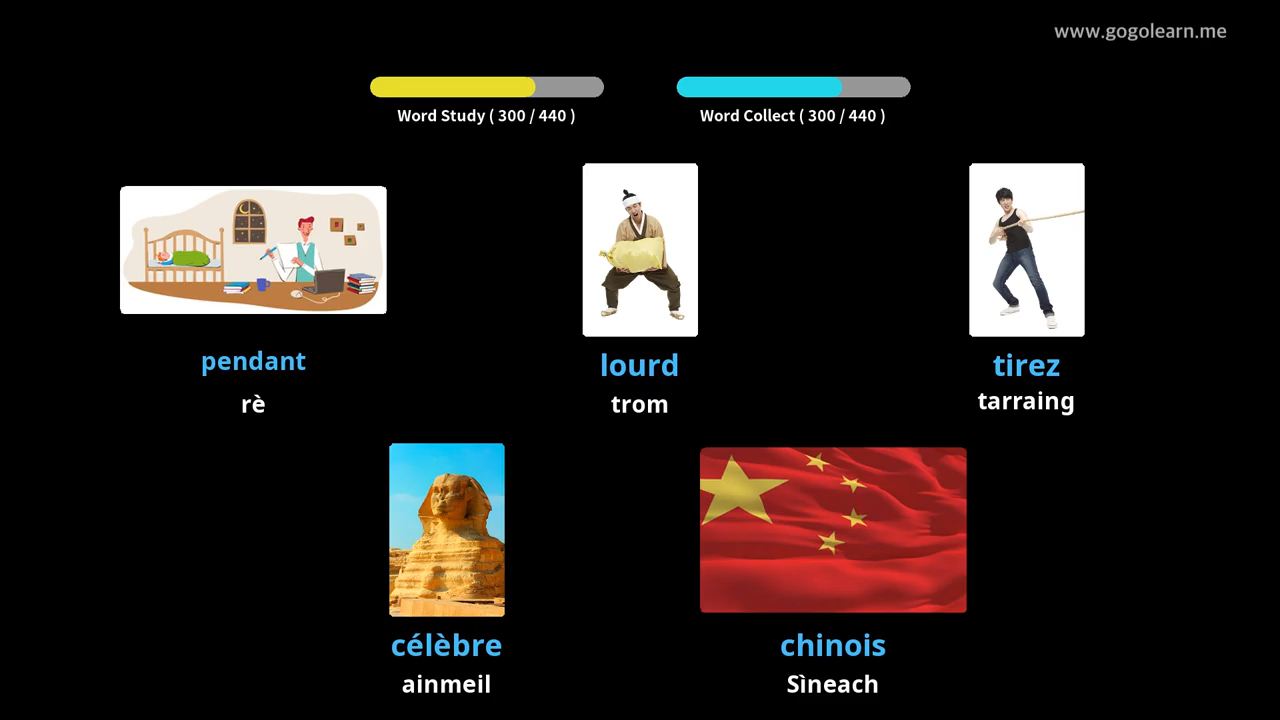 www.gogolearn.me
Word Study ( 300 / 440 )
Word Collect ( 300 / 440 )
pendant
rè
lourd
trom
tirez
tarraing
célèbre
ainmeil
chinois
Sìneach